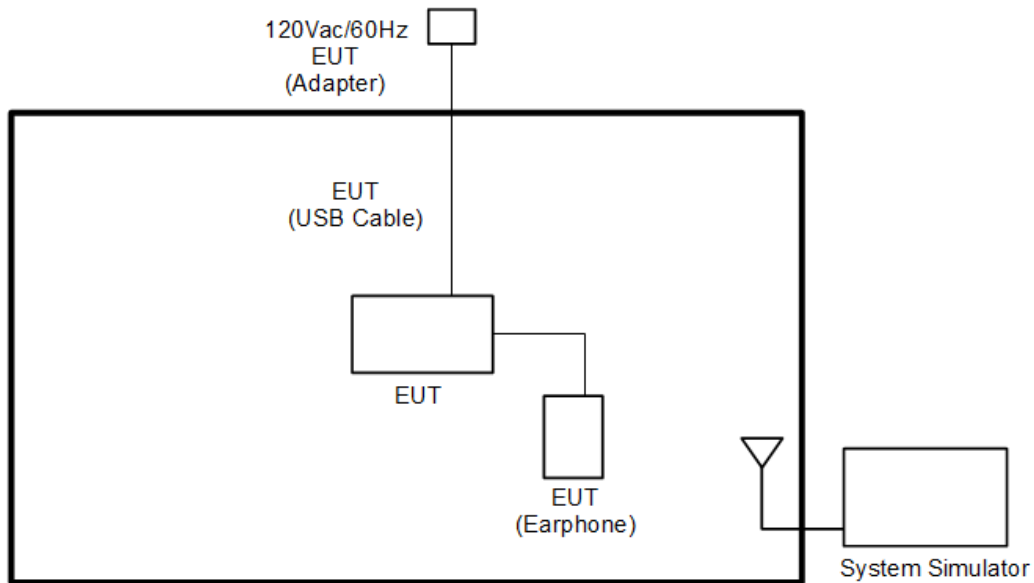 120Vac/60Hz
EUT
(Adapter)
EUT
(USB Cable)
EUT
EUT
(Earphone)
System Simulator